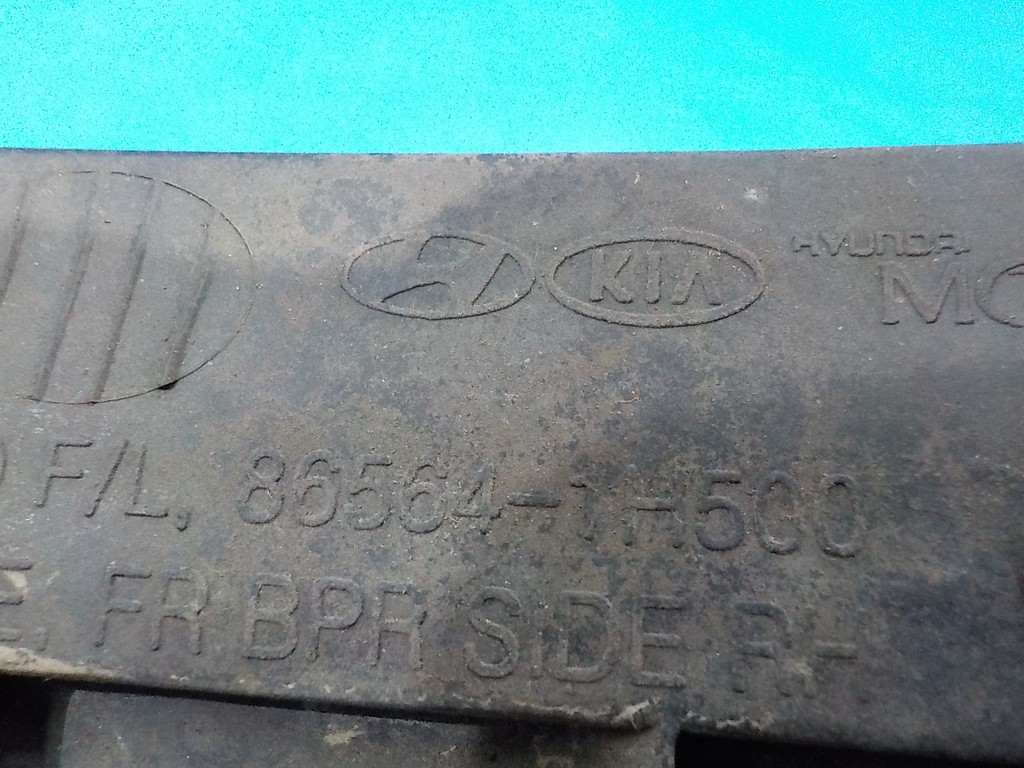 KIA
HYUNDAI
F/L, 86564-1H500
FR BPR SIDE